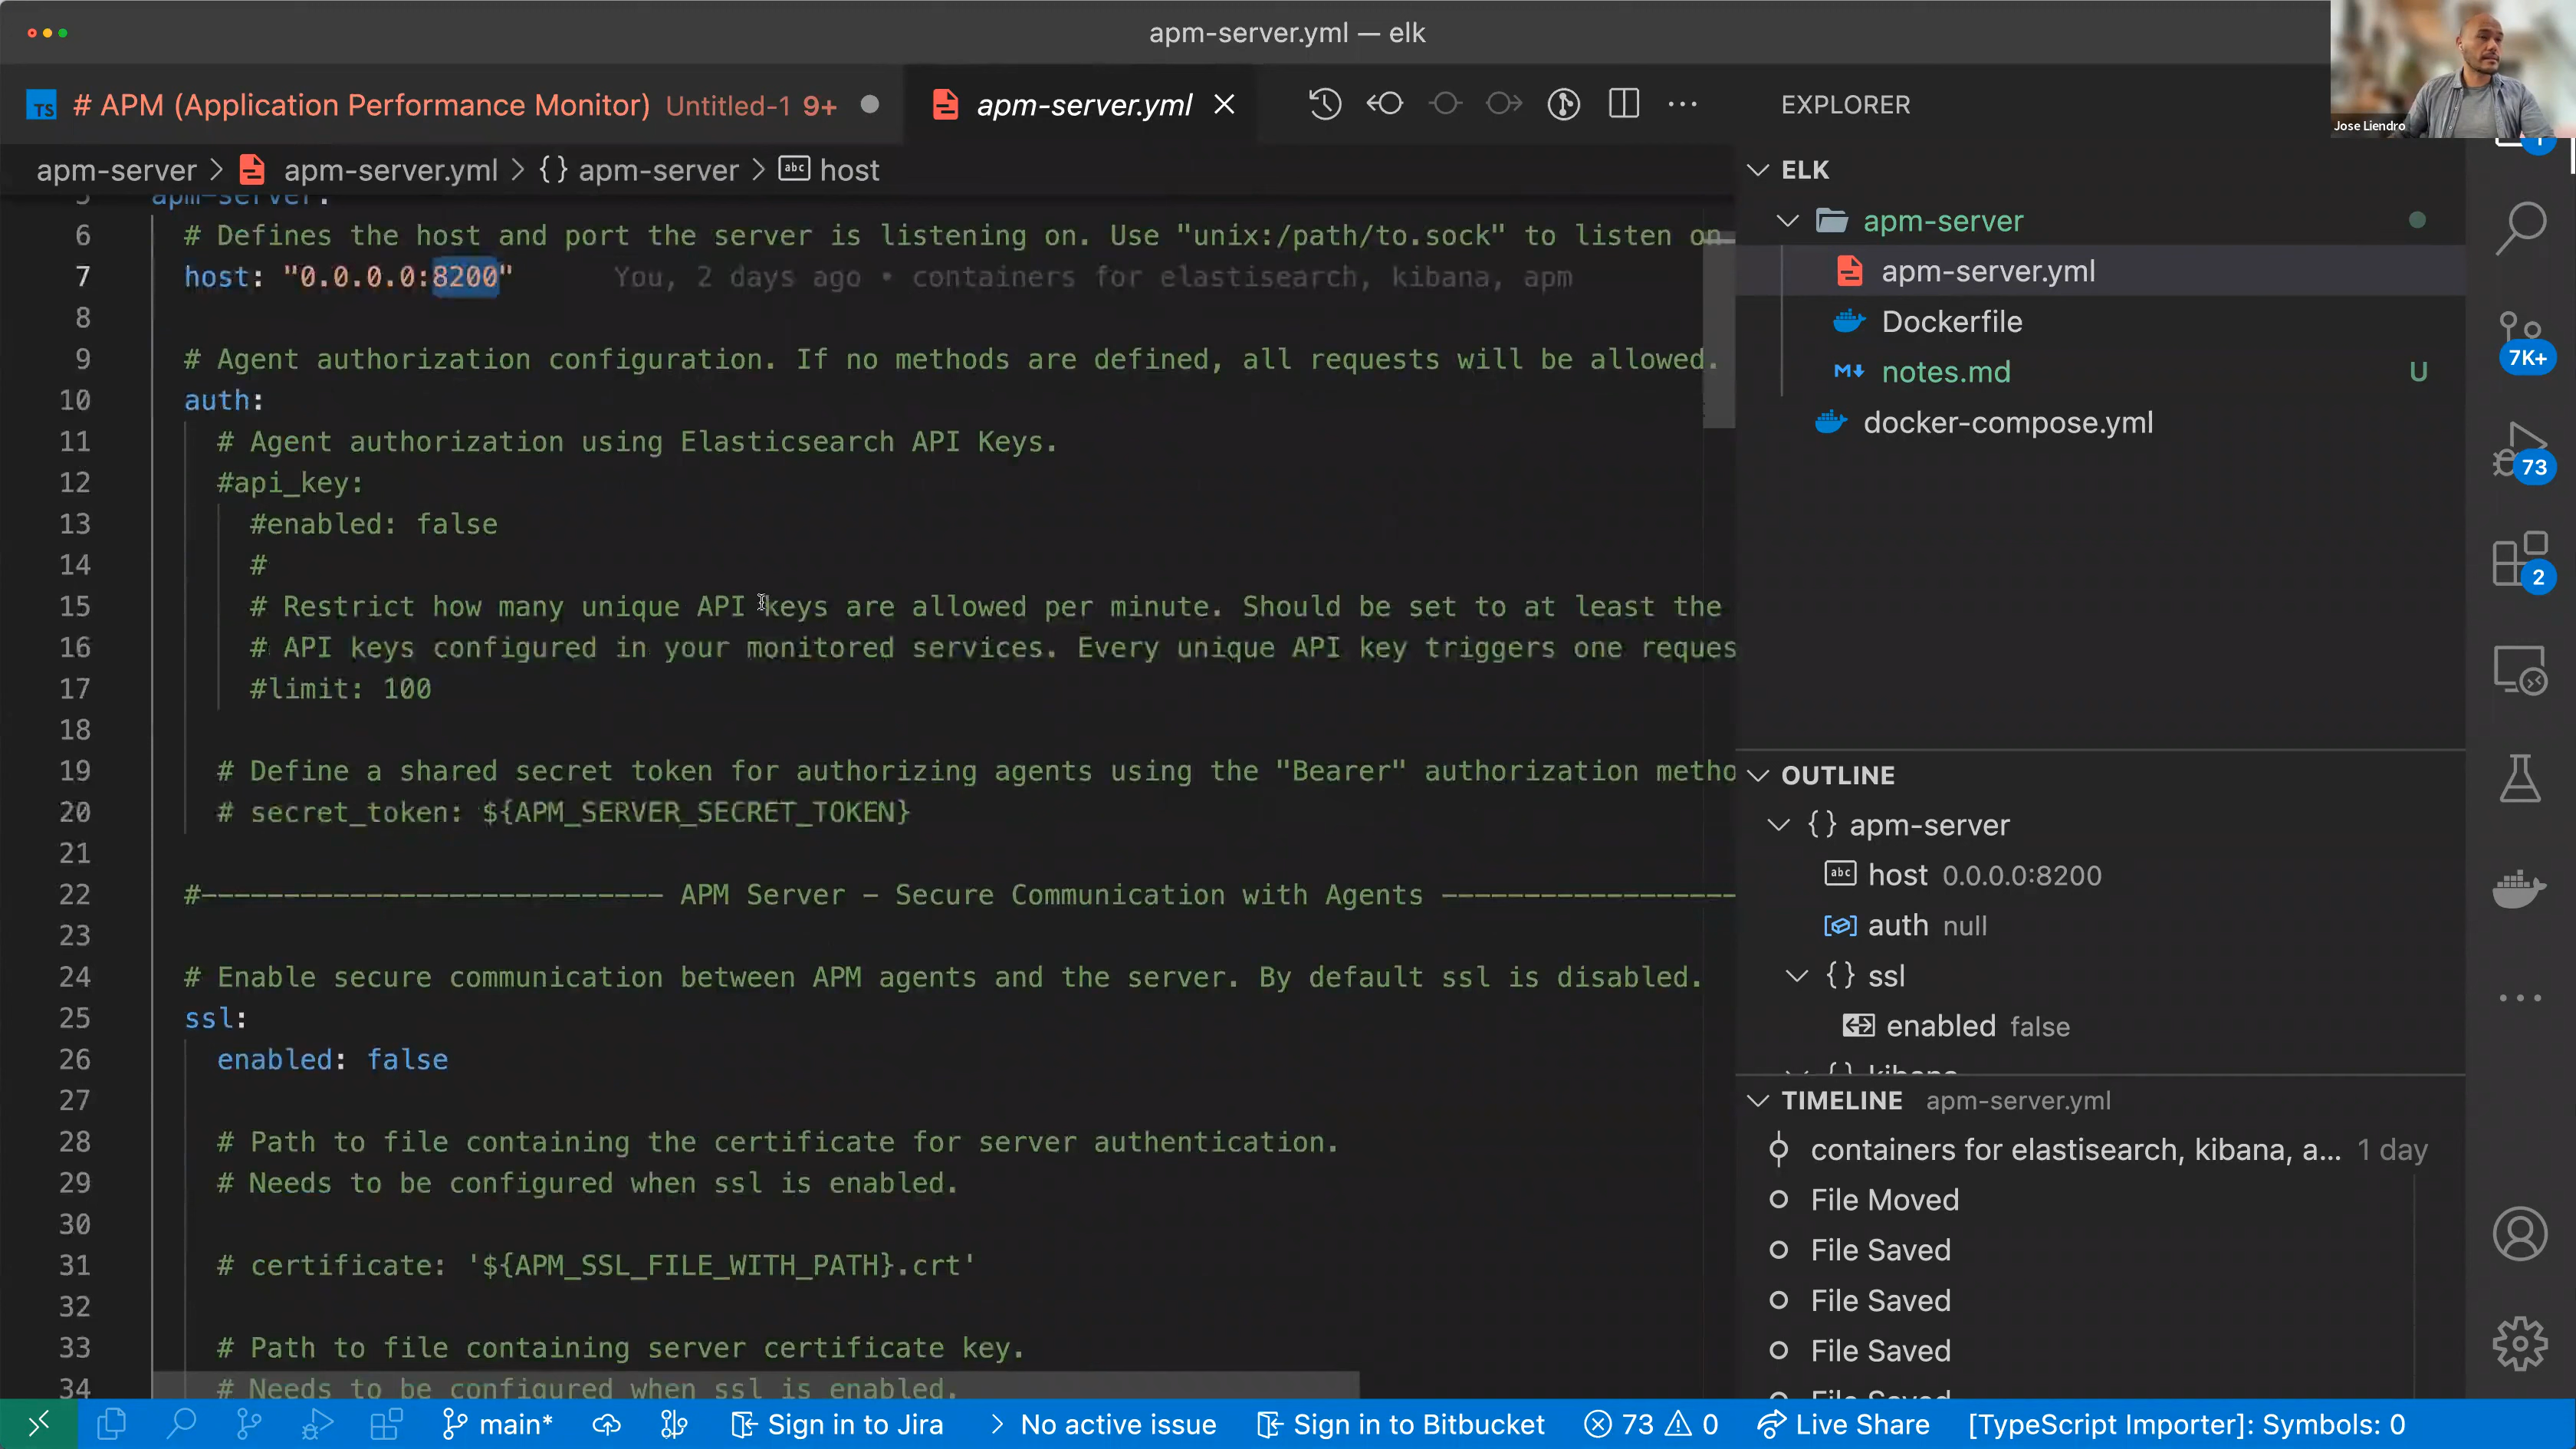 apm-server.yml — elk
Jose Liendro
TS # APM (Application Performance Monitor) Untitled-1 9+
apm-server.yml
EXPLORER
apm-server > apm-server.yml > {} apm-server > abc host
5 apm-server:
6 # Defines the host and port the server is listening on. Use "unix:/path/to.sock" to listen on
7 host: "0.0.0.0:8200" You, 2 days ago • containers for elastisearch, kibana, apm
8
9 # Agent authorization configuration. If no methods are defined, all requests will be allowed.
10 auth:
11 # Agent authorization using Elasticsearch API Keys.
12 #api_key:
13 #enabled: false
14 #
15 # Restrict how many unique API keys are allowed per minute. Should be set to at least the
16 # API keys configured in your monitored services. Every unique API key triggers one reques
17 #limit: 100
18
19 # Define a shared secret token for authorizing agents using the "Bearer" authorization metho
20 # secret_token: ${APM_SERVER_SECRET_TOKEN}
21
22 #---------------------------- APM Server - Secure Communication with Agents ------------------
23
24 # Enable secure communication between APM agents and the server. By default ssl is disabled.
25 ssl:
26 enabled: false
27
28 # Path to file containing the certificate for server authentication.
29 # Needs to be configured when ssl is enabled.
30
31 # certificate: '${APM_SSL_FILE_WITH_PATH}.crt'
32
33 # Path to file containing server certificate key.
34 # Needs to be configured when ssl is enabled.
ELK
apm-server
apm-server.yml
Dockerfile
notes.md U
docker-compose.yml
OUTLINE
{} apm-server
abc host 0.0.0.0:8200
auth null
{} ssl
enabled false
{} kibana
TIMELINE apm-server.yml
containers for elastisearch, kibana, a... 1 day
File Moved
File Saved
File Saved
File Saved
File Saved
7K+
73
2
main* Sign in to Jira > No active issue Sign in to Bitbucket 73 0 Live Share [TypeScript Importer]: Symbols: 0